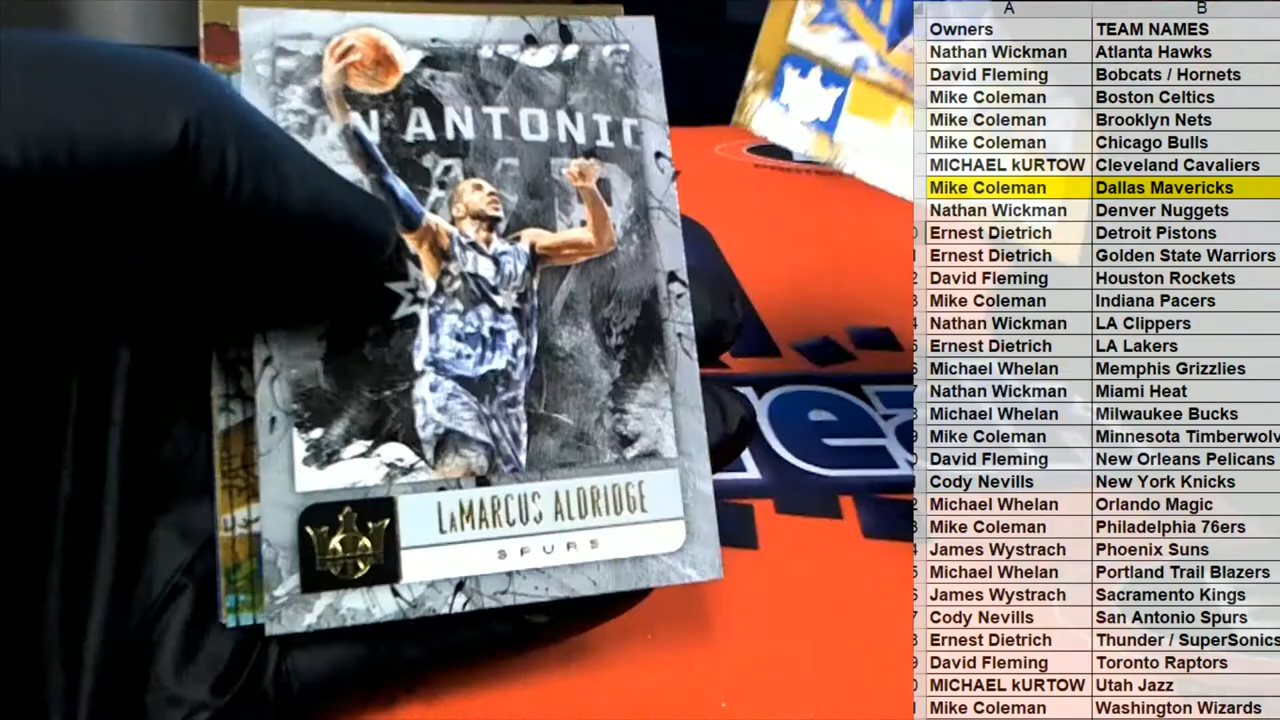 AN ANTONIO
LAMARCUS ALDRIDGE
SPURS
A B
Owners TEAM NAMES
Nathan Wickman Atlanta Hawks
David Fleming Bobcats / Hornets
Mike Coleman Boston Celtics
Mike Coleman Brooklyn Nets
Mike Coleman Chicago Bulls
MICHAEL kURTOW Cleveland Cavaliers
Mike Coleman Dallas Mavericks
Nathan Wickman Denver Nuggets
Ernest Dietrich Detroit Pistons
Ernest Dietrich Golden State Warriors
David Fleming Houston Rockets
Mike Coleman Indiana Pacers
Nathan Wickman LA Clippers
Ernest Dietrich LA Lakers
Michael Whelan Memphis Grizzlies
Nathan Wickman Miami Heat
Michael Whelan Milwaukee Bucks
Mike Coleman Minnesota Timberwolv
David Fleming New Orleans Pelicans
Cody Nevills New York Knicks
Michael Whelan Orlando Magic
Mike Coleman Philadelphia 76ers
James Wystrach Phoenix Suns
Michael Whelan Portland Trail Blazers
James Wystrach Sacramento Kings
Cody Nevills San Antonio Spurs
Ernest Dietrich Thunder / SuperSonics
David Fleming Toronto Raptors
MICHAEL kURTOW Utah Jazz
Mike Coleman Washington Wizards